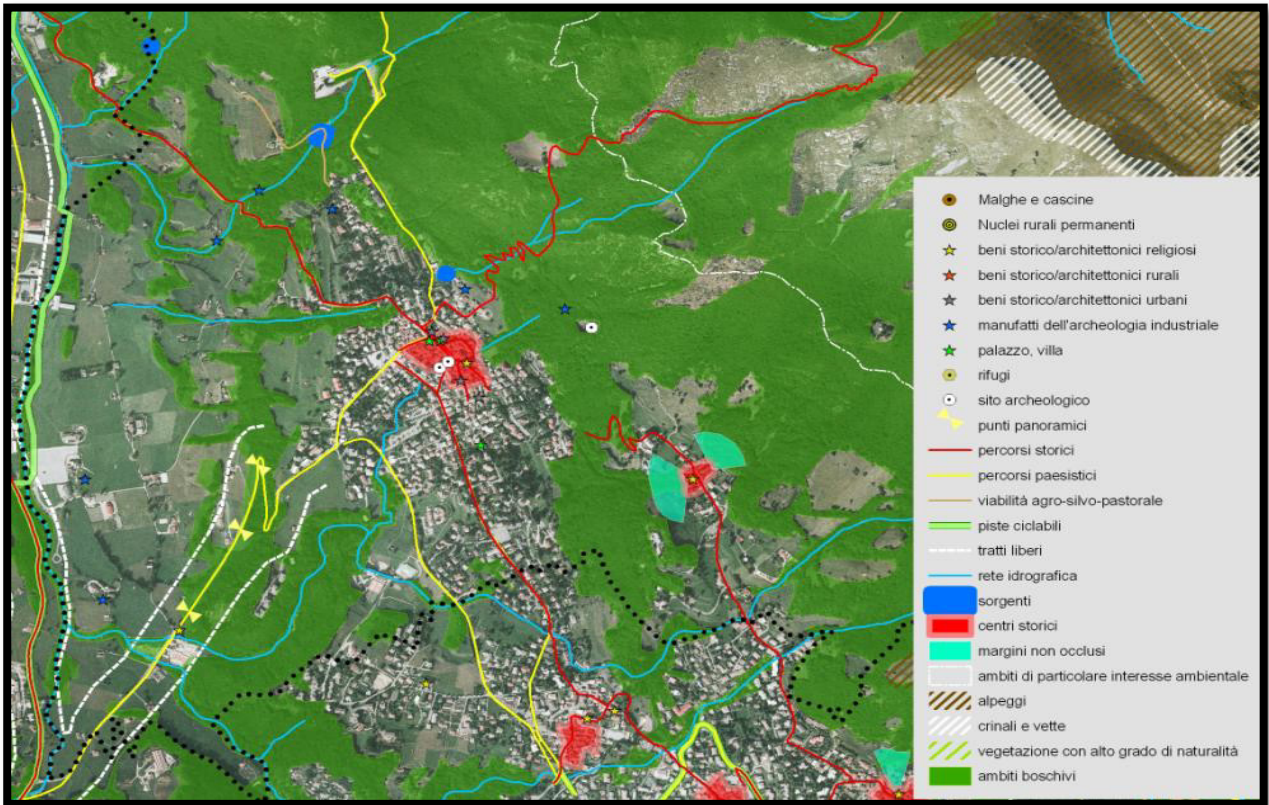 Malghe e cascine
Nuclei rurali permanenti
beni storico/architettonici religiosi
beni storico/architettonici rurali
beni storico/architettonici urbani
manufatti dell'archeologia industriale
palazzo, villa
rifugi
sito archeologico
punti panoramici
percorsi storici
percorsi paesistici
viabilità agro-silvo-pastorale
piste ciclabili
tratti liberi
rete idrografica
sorgenti
centri storici
margini non occlusi
ambiti di particolare interesse ambientale
alpeggi
crinali e vette
vegetazione con alto grado di naturalità
ambiti boschivi